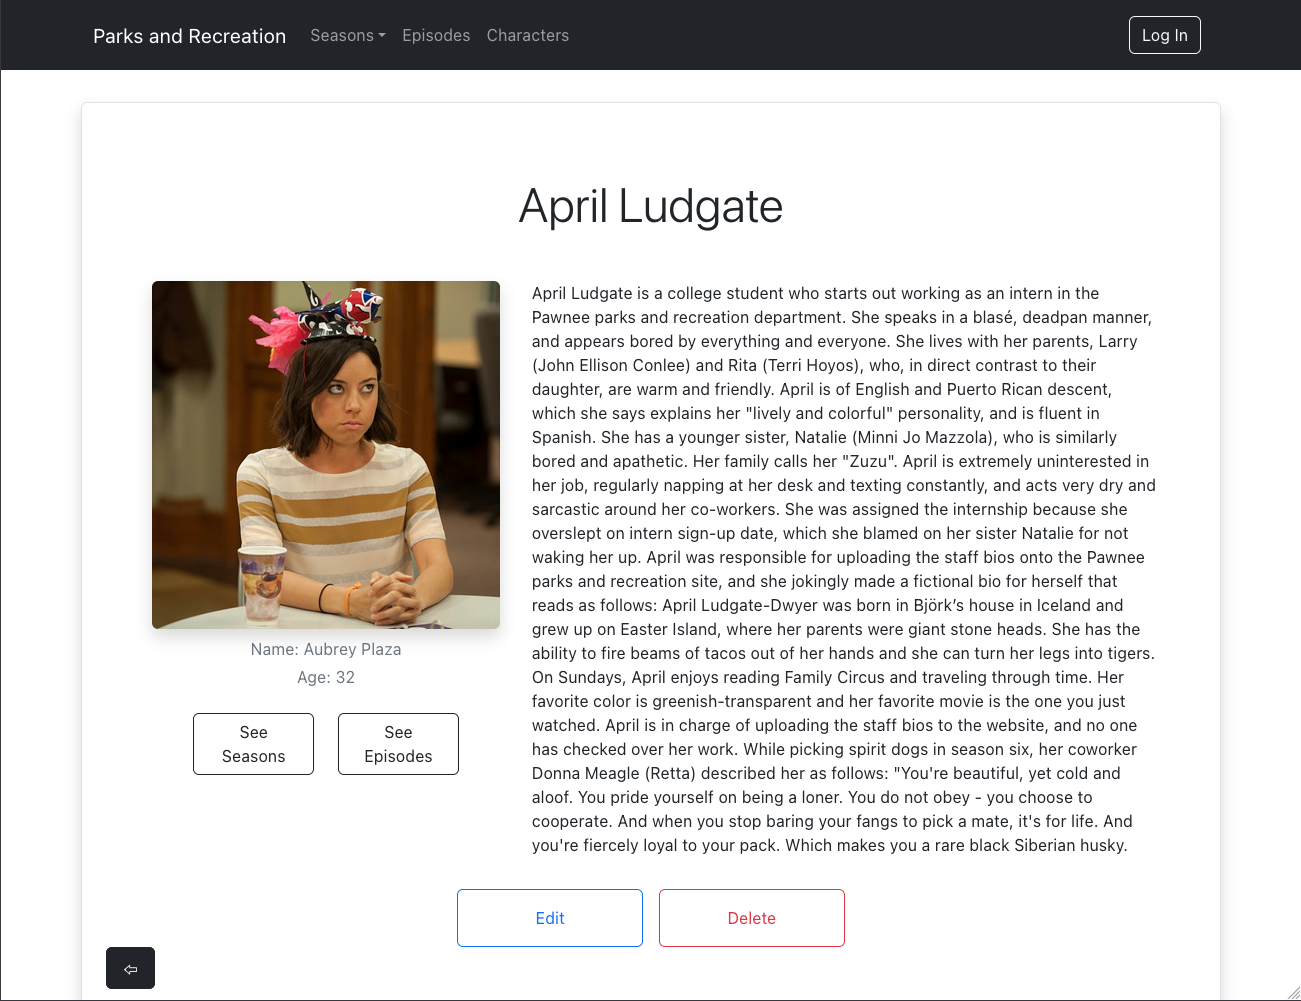 Parks and Recreation Seasons Episodes Characters Log In
April Ludgate
April Ludgate is a college student who starts out working as an intern in the
Pawnee parks and recreation department. She speaks in a blasé, deadpan manner,
and appears bored by everything and everyone. She lives with her parents, Larry
(John Ellison Conlee) and Rita (Terri Hoyos), who, in direct contrast to their
daughter, are warm and friendly. April is of English and Puerto Rican descent,
which she says explains her "lively and colorful" personality, and is fluent in
Spanish. She has a younger sister, Natalie (Minni Jo Mazzola), who is similarly
bored and apathetic. Her family calls her "Zuzu". April is extremely uninterested in
her job, regularly napping at her desk and texting constantly, and acts very dry and
sarcastic around her co-workers. She was assigned the internship because she
overslept on intern sign-up date, which she blamed on her sister Natalie for not
waking her up. April was responsible for uploading the staff bios onto the Pawnee
parks and recreation site, and she jokingly made a fictional bio for herself that
reads as follows: April Ludgate-Dwyer was born in Björk’s house in Iceland and
grew up on Easter Island, where her parents were giant stone heads. She has the
ability to fire beams of tacos out of her hands and she can turn her legs into tigers.
On Sundays, April enjoys reading Family Circus and traveling through time. Her
favorite color is greenish-transparent and her favorite movie is the one you just
watched. April is in charge of uploading the staff bios to the website, and no one
has checked over her work. While picking spirit dogs in season six, her coworker
Donna Meagle (Retta) described her as follows: "You're beautiful, yet cold and
aloof. You pride yourself on being a loner. You do not obey - you choose to
cooperate. And when you stop baring your fangs to pick a mate, it's for life. And
you're fiercely loyal to your pack. Which makes you a rare black Siberian husky.
Name: Aubrey Plaza
Age: 32
See
Seasons
See
Episodes
Edit
Delete